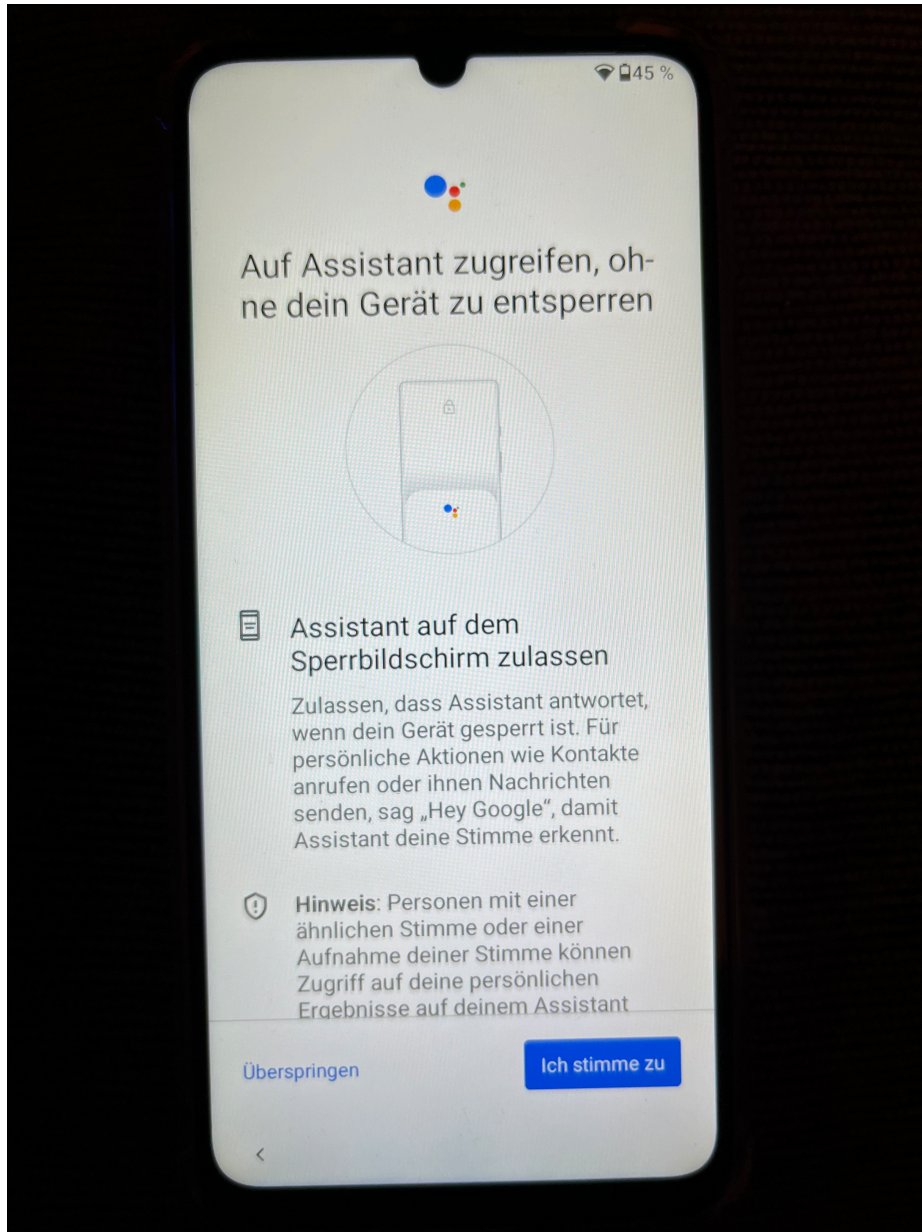 45 %
Auf Assistant zugreifen, oh-
ne dein Gerät zu entsperren
Assistant auf dem
Sperrbildschirm zulassen
Zulassen, dass Assistant antwortet,
wenn dein Gerät gesperrt ist. Für
persönliche Aktionen wie Kontakte
anrufen oder ihnen Nachrichten
senden, sag „Hey Google“, damit
Assistant deine Stimme erkennt.
Hinweis: Personen mit einer
ähnlichen Stimme oder einer
Aufnahme deiner Stimme können
Zugriff auf deine persönlichen
Ergebnisse auf deinem Assistant
Überspringen
Ich stimme zu